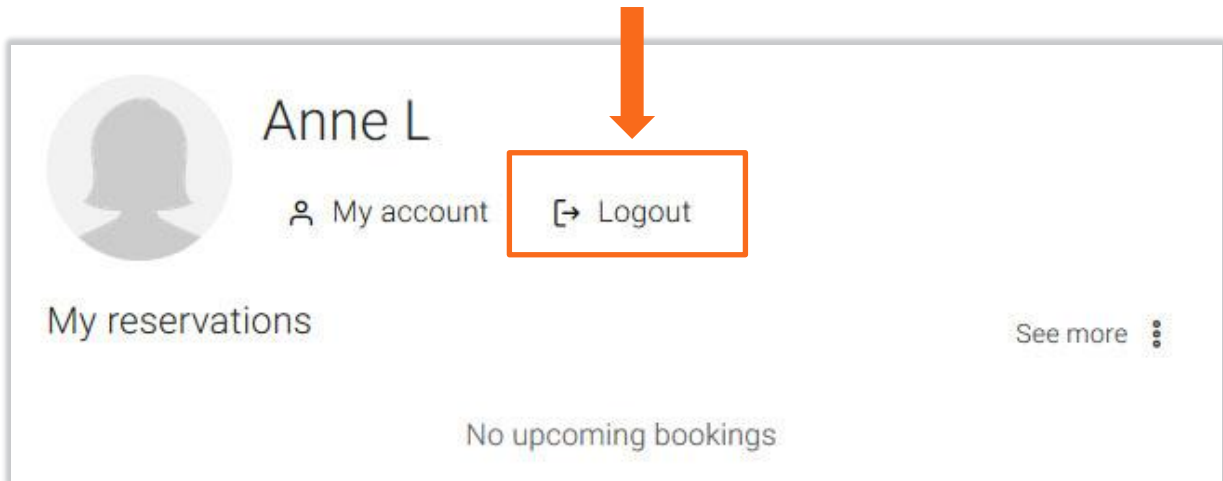 Anne L
My account Logout
My reservations
See more
No upcoming bookings